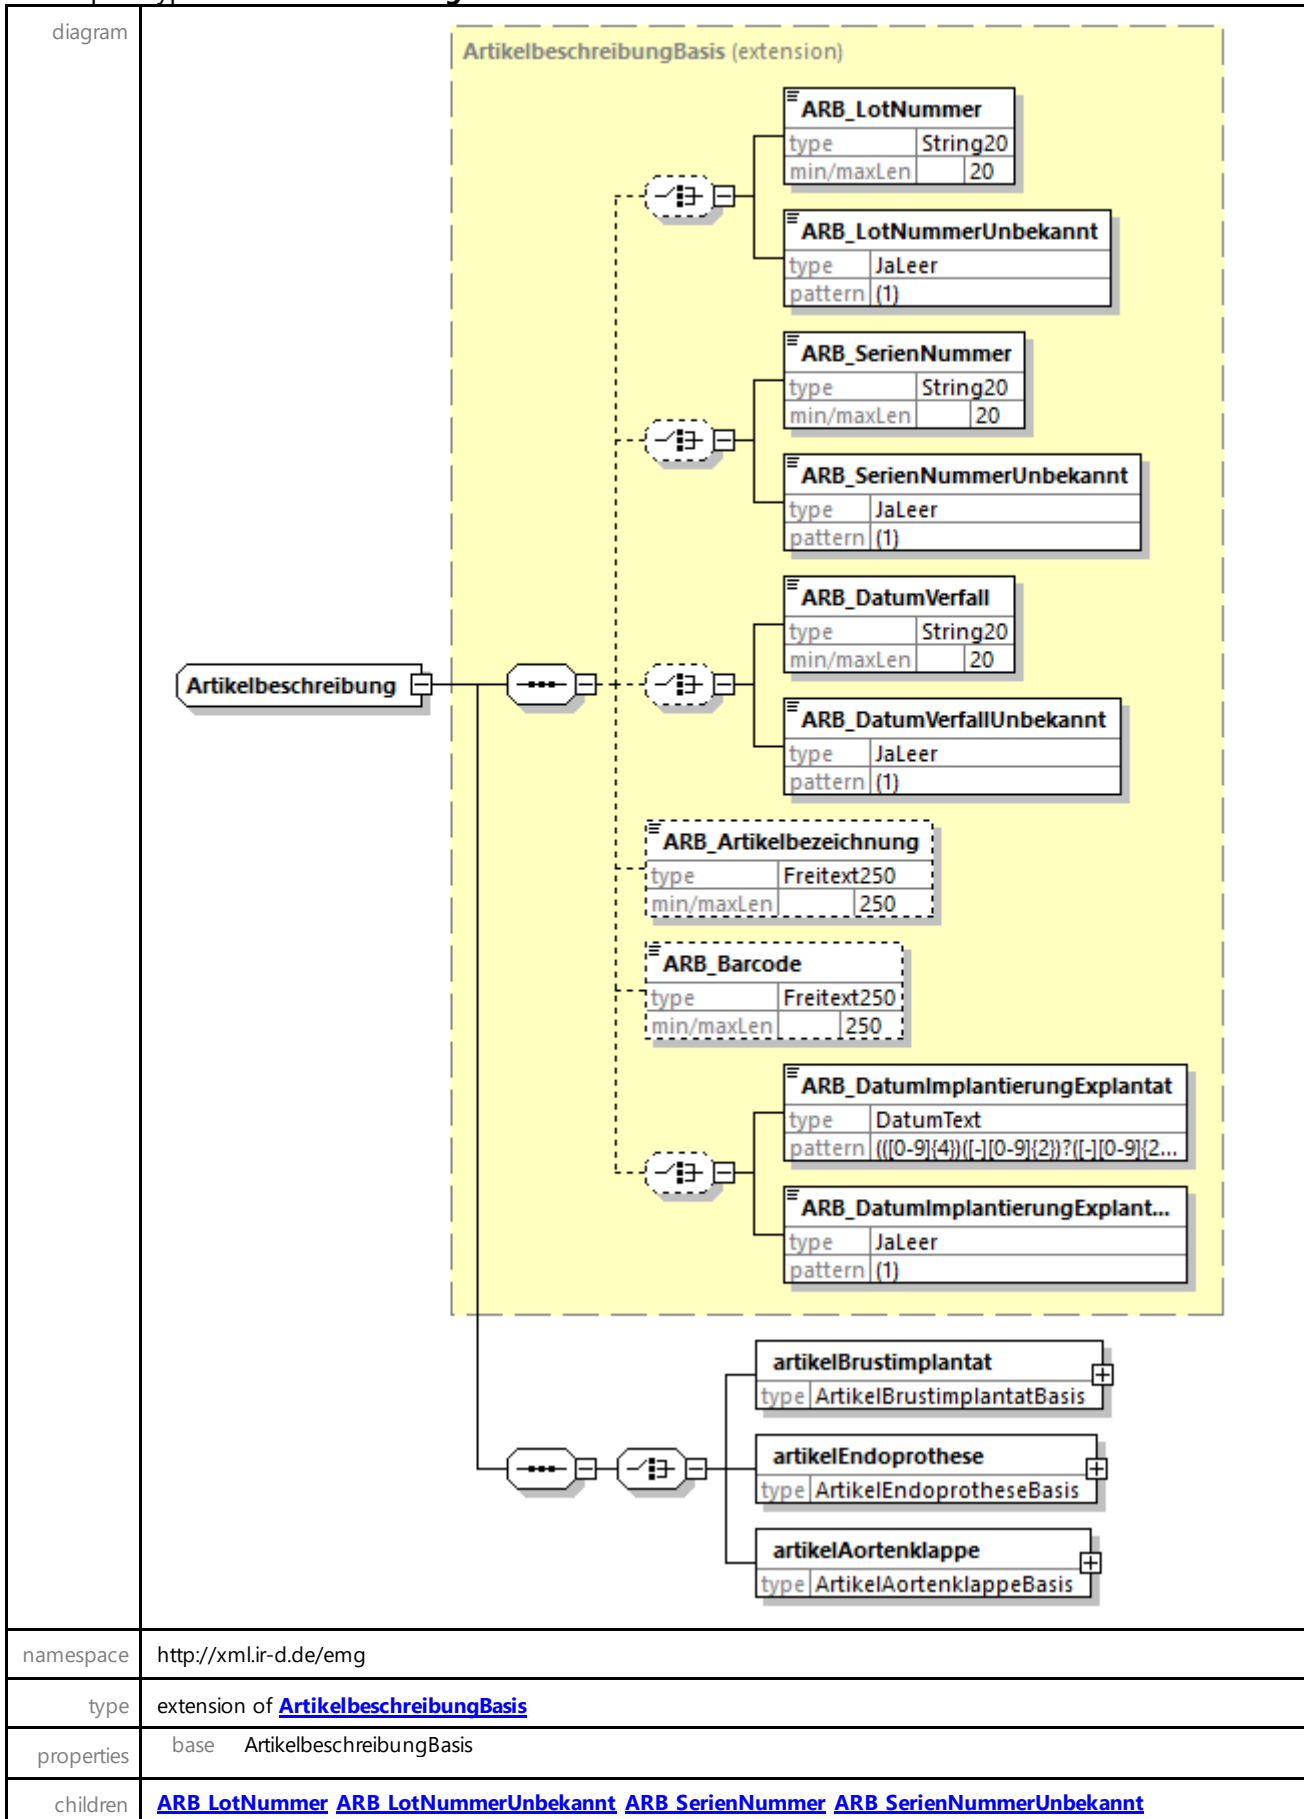 diagram
ArtikelbeschreibungBasis (extension)
ARB_LotNummer
type String20
min/maxLen 20
ARB_LotNummerUnbekannt
type JaLeer
pattern (1)
ARB_SerienNummer
type String20
min/maxLen 20
ARB_SerienNummerUnbekannt
type JaLeer
pattern (1)
ARB_DatumVerfall
type String20
min/maxLen 20
Artikelbeschreibung
ARB_DatumVerfallUnbekannt
type JaLeer
pattern (1)
ARB_Artikelbezeichnung
type Freitext250
min/maxLen 250
ARB_Barcode
type Freitext250
min/maxLen 250
ARB_DatumImplantierungExplantat
type DatumText
pattern (([0-9]{4})([-][0-9]{2})?([-][0-9]{2...
ARB_DatumImplantierungExplant...
type JaLeer
pattern (1)
artikelBrustimplantat
type ArtikelBrustimplantatBasis
artikelEndoprothese
type ArtikelEndoprotheseBasis
artikelAortenklappe
type ArtikelAortenklappeBasis
namespace http://xml.ir-d.de/emg
type extension of ArtikelbeschreibungBasis
properties base ArtikelbeschreibungBasis
children ARB_LotNummer ARB_LotNummerUnbekannt ARB_SerienNummer ARB_SerienNummerUnbekannt